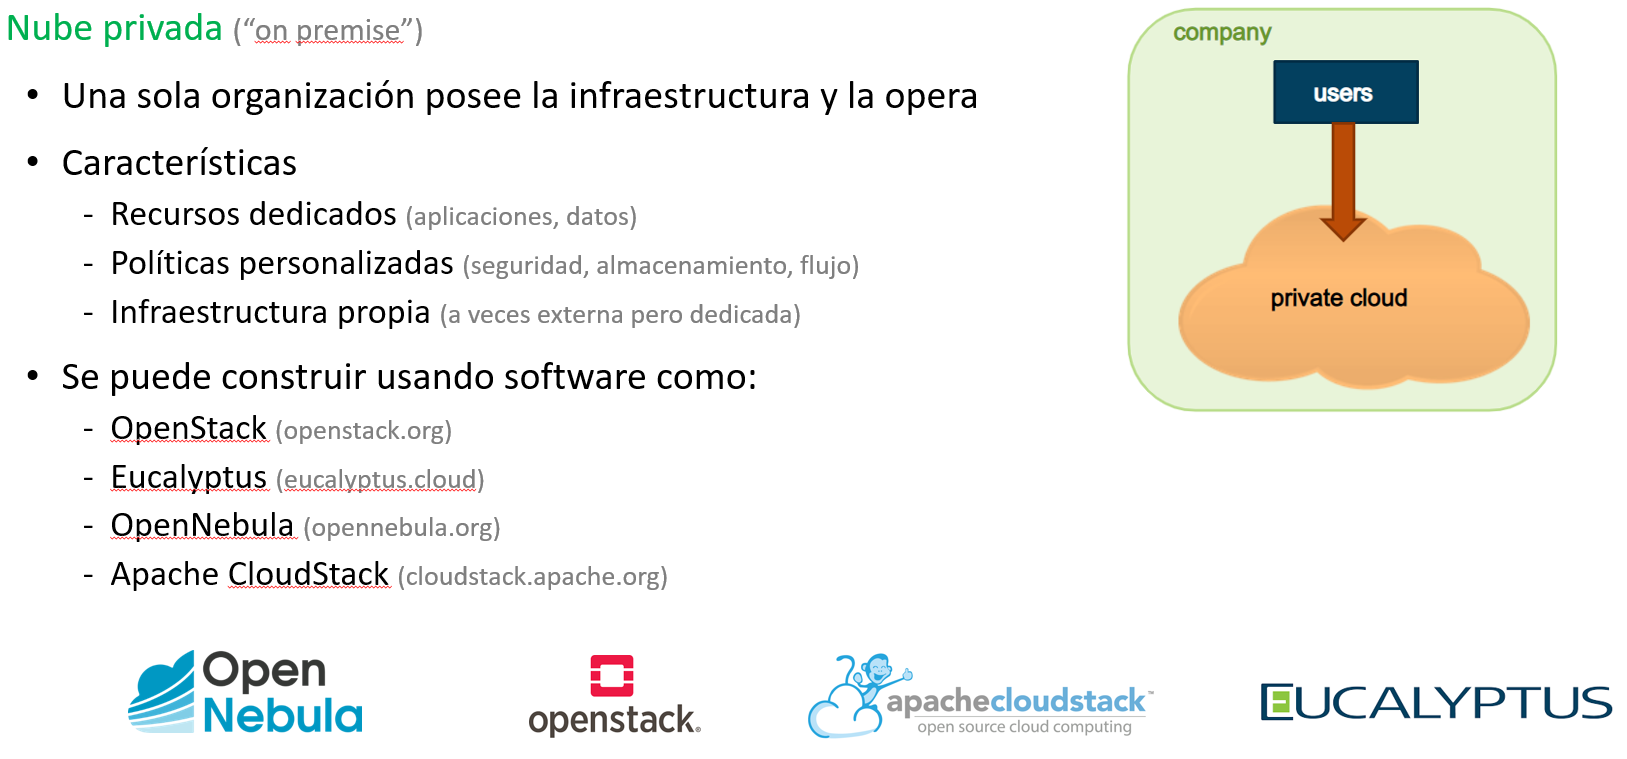 Nube privada (“on premise”)
• Una sola organización posee la infraestructura y la opera
• Características
- Recursos dedicados (aplicaciones, datos)
- Políticas personalizadas (seguridad, almacenamiento, flujo)
- Infraestructura propia (a veces externa pero dedicada)
• Se puede construir usando software como:
- OpenStack (openstack.org)
- Eucalyptus (eucalyptus.cloud)
- OpenNebula (opennebula.org)
- Apache CloudStack (cloudstack.apache.org)
company
users
private cloud
Open
Nebula
openstack®
apachecloudstack™
open source cloud computing
EUCALYPTUS